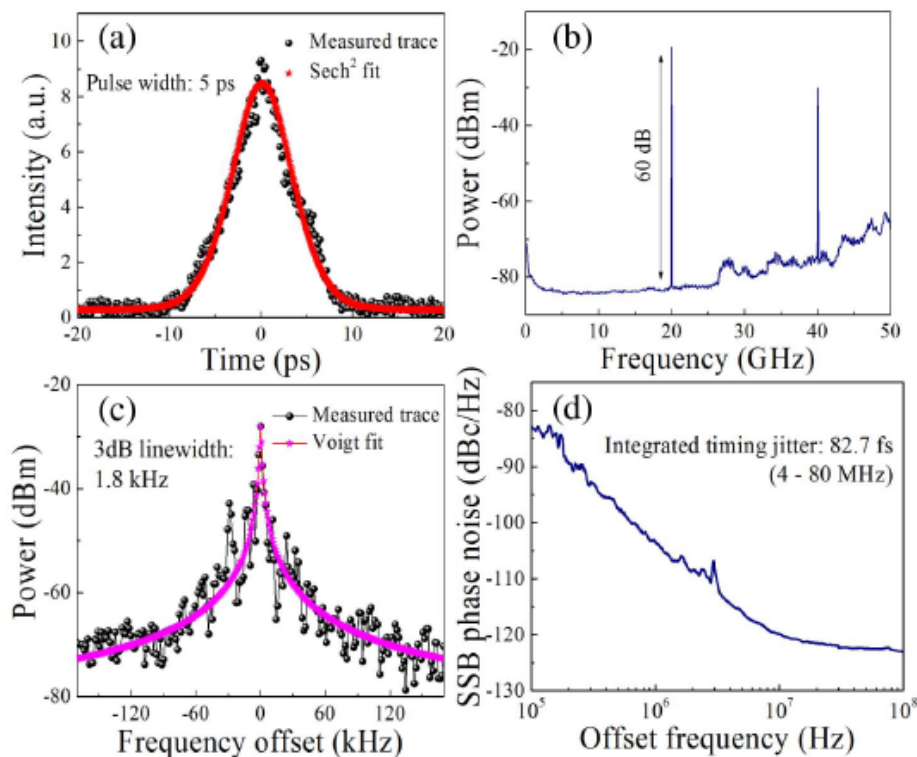 (a)
Measured trace
Sech² fit
Pulse width: 5 ps
Intensity (a.u.)
10
8
6
4
2
0
-20
-10
0
10
20
Time (ps)
(b)
60 dB
Power (dBm)
-20
-40
-60
-80
0
10
20
30
40
50
Frequency (GHz)
(c)
Measured trace
Voigt fit
3dB linewidth:
1.8 kHz
Power (dBm)
-20
-40
-60
-80
-120
-60
0
60
120
Frequency offset (kHz)
(d)
Integrated timing jitter: 82.7 fs
(4 - 80 MHz)
SSB phase noise (dBc/Hz)
-80
-90
-100
-110
-120
-130
10⁵
10⁶
10⁷
10⁸
Offset frequency (Hz)